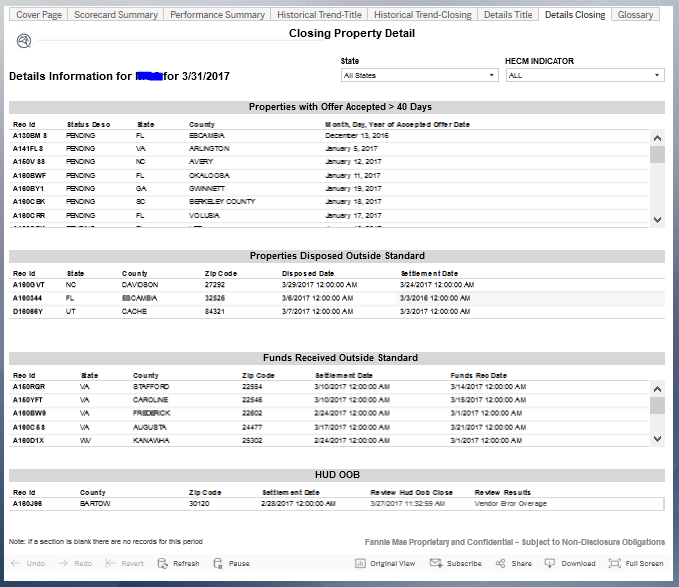 Cover Page Scorecard Summary Performance Summary Historical Trend-Title Historical Trend-Closing Details Title Details Closing Glossary
Closing Property Detail
State HECM INDICATOR
Details Information for for 3/31/2017 All States ALL
Properties with Offer Accepted > 40 Days
Reo Id Status Desc State County Month, Day, Year of Accepted Offer Date
A130BM8 PENDING FL ESCAMBIA December 13, 2016
A141FLS PENDING VA ARLINGTON January 5, 2017
PENDING NC AVERY January 12, 2017
A160BWF PENDING FL OKALOOSA January 11, 2017
A160BY1 PENDING GA GWINNETT January 19, 2017
A160CBK PENDING SC BERKELEY COUNTY January 18, 2017
A160CRR PENDING FL VOLUSIA January 17, 2017
Properties Disposed Outside Standard
Reo Id State County Zip Code Disposed Date Settlement Date
A160GVT NC DAVIDSON 27292 3/29/2017 12:00:00 AM 3/24/2017 12:00:00 AM
A160344 FL ESCAMBIA 32526 3/6/2017 12:00:00 AM 3/3/2016 12:00:00 AM
D16066Y UT CACHE 84321 3/7/2017 12:00:00 AM 3/3/2017 12:00:00 AM
Funds Received Outside Standard
Reo Id State County Zip Code Settlement Date Funds Rec Date
A150RGR VA STAFFORD 22554 3/10/2017 12:00:00 AM 3/14/2017 12:00:00 AM
A150YFT VA CAROLINE 22546 3/10/2017 12:00:00 AM 3/15/2017 12:00:00 AM
A160BW9 VA FREDERICK 22602 2/24/2017 12:00:00 AM 3/1/2017 12:00:00 AM
VA AUGUSTA 24477 3/17/2017 12:00:00 AM 3/21/2017 12:00:00 AM
A160D1X WV KANAWHA 25302 2/24/2017 12:00:00 AM 3/1/2017 12:00:00 AM
HUD OOB
Reo Id County Zip Code Settlement Date Review Hud Oob Close Review Results
A160J98 BARTOW 30120 2/28/2017 12:00:00 AM 3/27/2017 11:32:59 AM Vendor Error Overage
Note: if a section is blank there are no records for this period Fannie Mae Proprietary and Confidential – Subject to Non-Disclosure Obligations
Undo Redo Revert Refresh Pause Original View Subscribe Share Download Full Screen